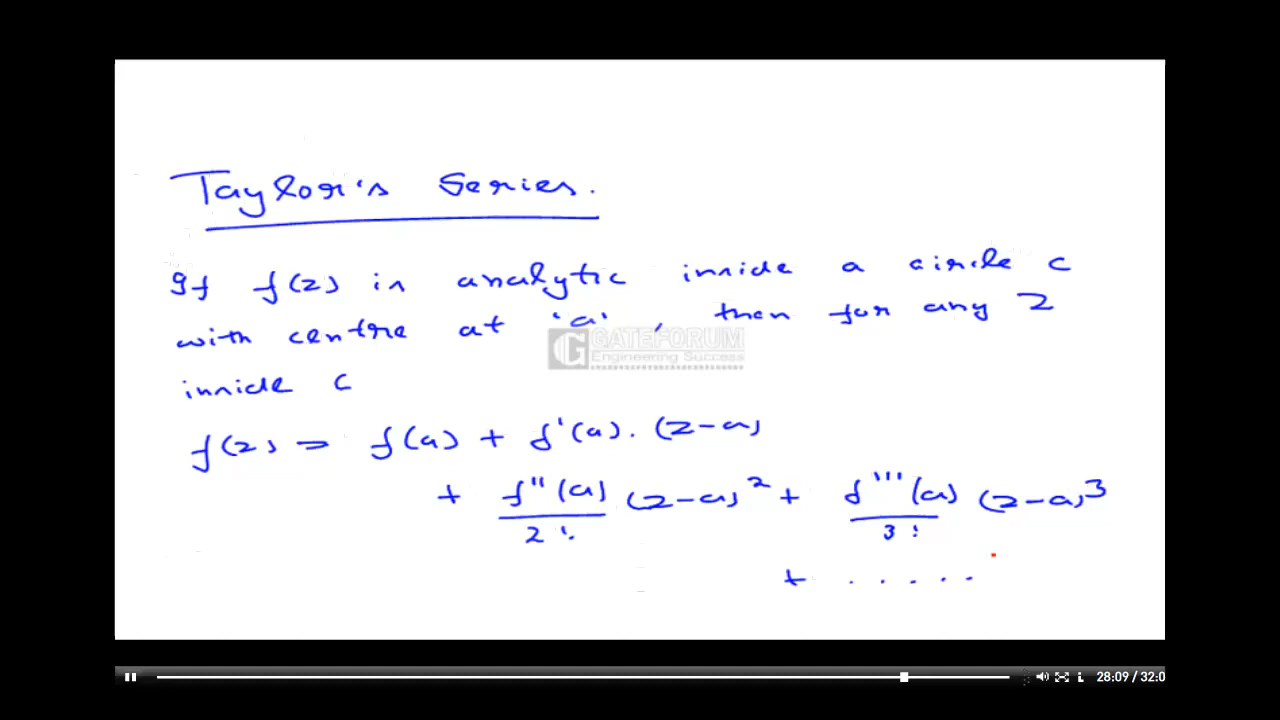 Taylor's Series.
If f(z) is analytic inside a circle c
with centre at 'a', then for any z
inside c
f(z) = f(a) + f'(a). (z-a)
+ f''(a)/2! (z-a)^2 + f'''(a)/3! (z-a)^3
+ . . . . .
GATEFORUM
Engineering Success
28:09 / 32:0